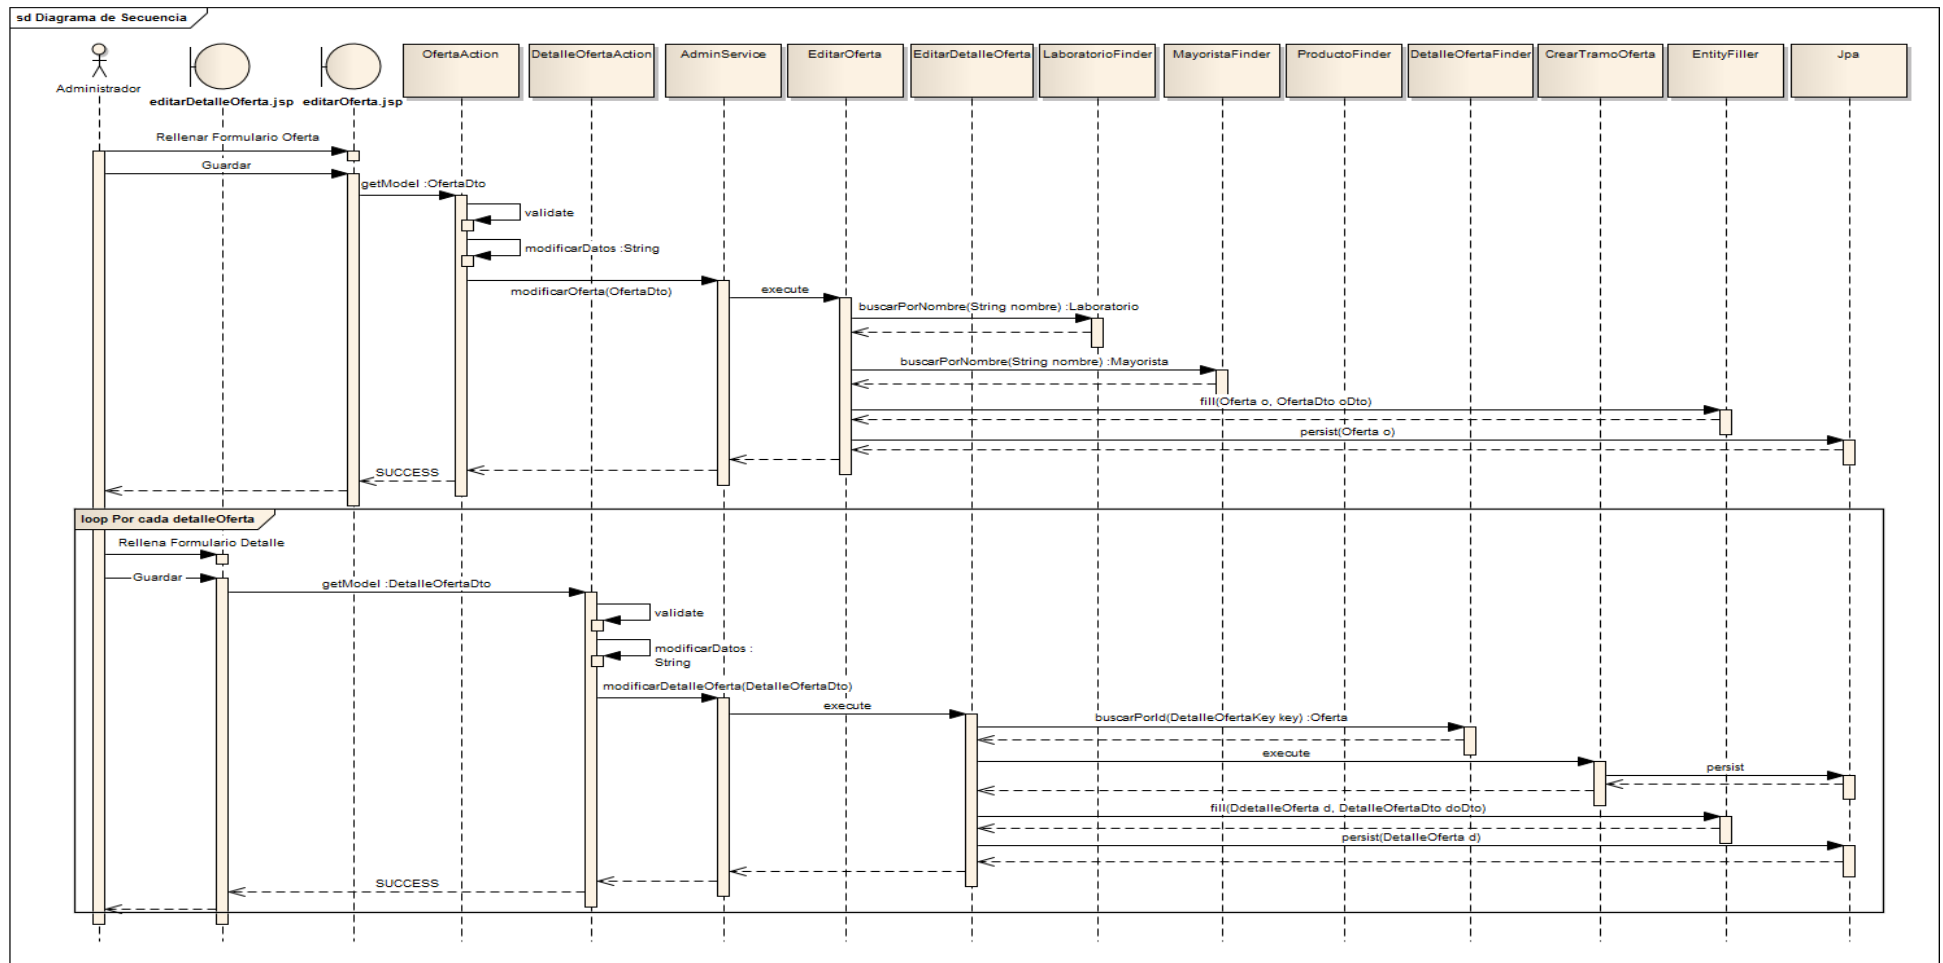 sd Diagrama de Secuencia
Administrador
editarDetalleOferta.jsp
editarOferta.jsp
OfertaAction
DetalleOfertaAction
AdminService
EditarOferta
EditarDetalleOferta
LaboratorioFinder
MayoristaFinder
ProductoFinder
DetalleOfertaFinder
CrearTramoOferta
EntityFiller
Jpa
Rellenar Formulario Oferta
Guardar
getModel :OfertaDto
validate
modificarDatos :String
modificarOferta(OfertaDto)
execute
buscarPorNombre(String nombre) :Laboratorio
buscarPorNombre(String nombre) :Mayorista
fill(Oferta o, OfertaDto oDto)
persist(Oferta o)
SUCCESS
loop Por cada detalleOferta
Rellena Formulario Detalle
Guardar
getModel :DetalleOfertaDto
validate
modificarDatos :
String
modificarDetalleOferta(DetalleOfertaDto)
execute
buscarPorId(DetalleOfertaKey key) :Oferta
execute
persist
fill(DdetalleOferta d, DetalleOfertaDto doDto)
persist(DetalleOferta d)
SUCCESS